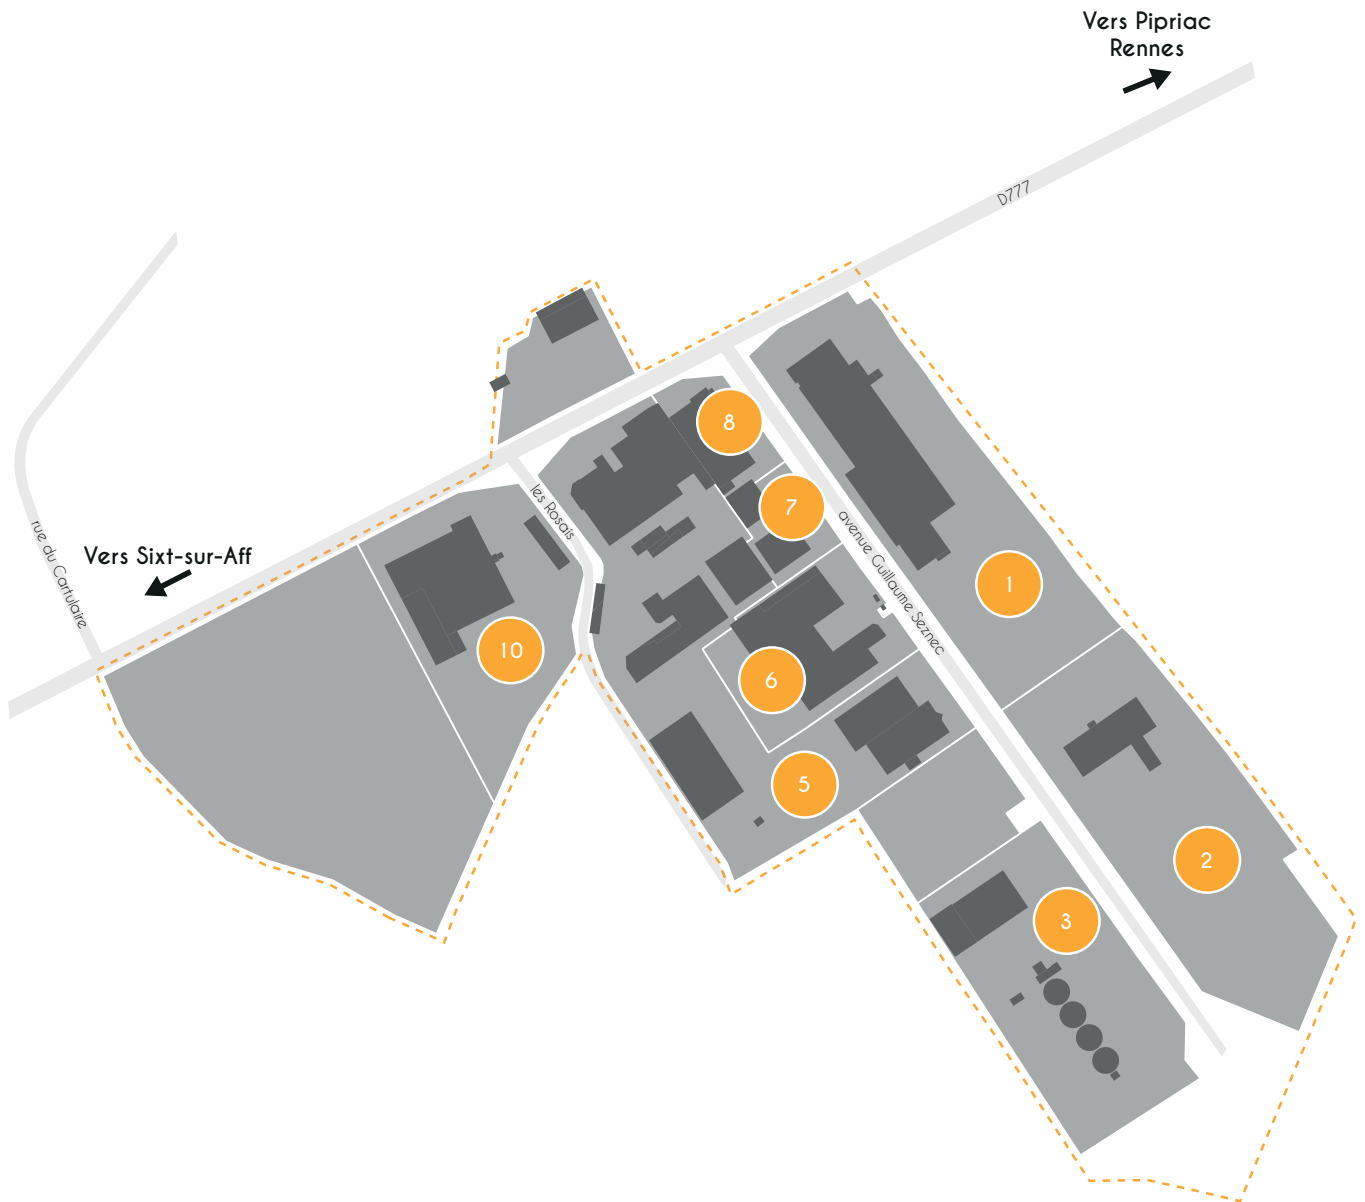 Vers Pipriac
Rennes
D777
8
7
les Rosais
avenue Guillaume Seznec
rue du Cartulaire
Vers Sixt-sur-Aff
1
10
6
5
2
3